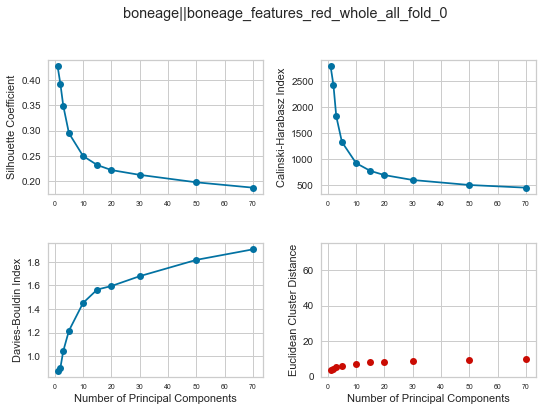 boneage||boneage_features_red_whole_all_fold_0
Silhouette Coefficient
0.40
0.35
0.30
0.25
0.20
0 10 20 30 40 50 60 70
Calinski-Harabasz Index
2500
2000
1500
1000
500
0 10 20 30 40 50 60 70
Davies-Bouldin Index
1.8
1.6
1.4
1.2
1.0
0 10 20 30 40 50 60 70
Number of Principal Components
Euclidean Cluster Distance
60
40
20
0
0 10 20 30 40 50 60 70
Number of Principal Components